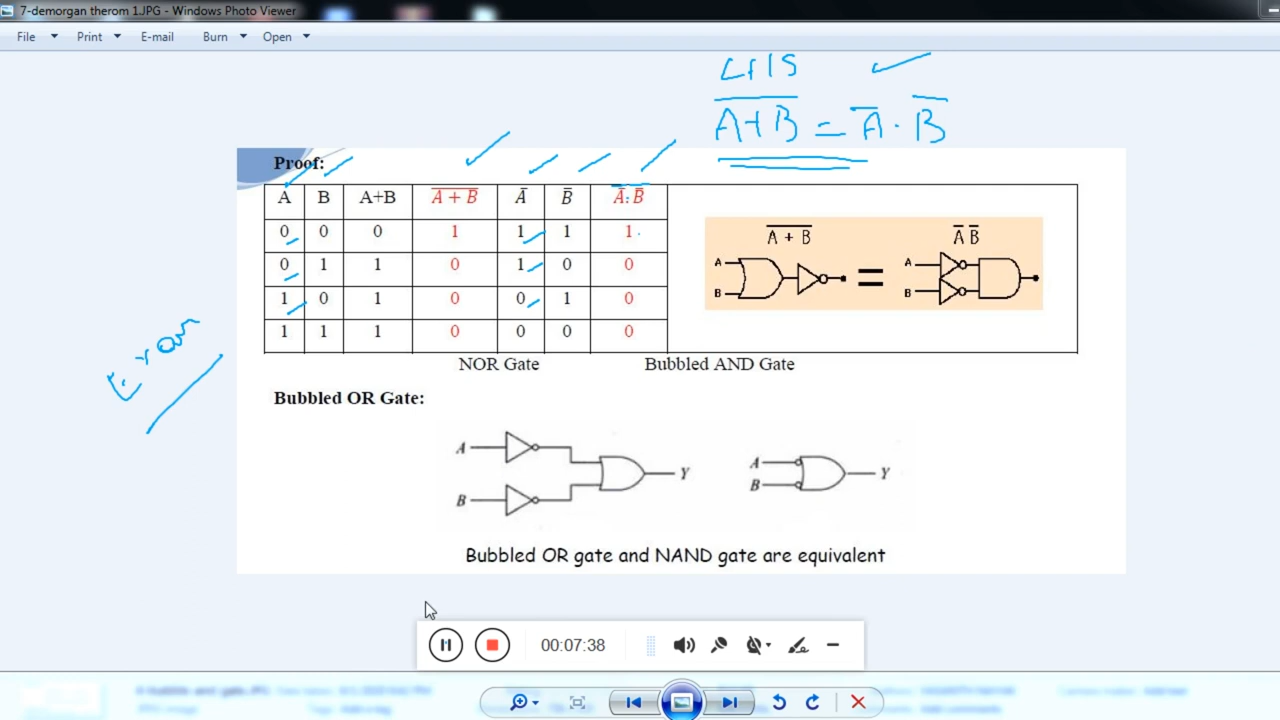 7-demorgan therom 1.JPG - Windows Photo Viewer
File Print E-mail Burn Open
LHS
A̅+̅B̅ = A̅ . B̅
Proof:
A B A+B A̅ ̅+̅ ̅B̅ A̅ B̅ A̅.B̅
0 0 0 1 1 1 1
0 1 1 0 1 0 0
1 0 1 0 0 1 0
1 1 1 0 0 0 0
A̅ ̅+̅ ̅B̅ A̅ B̅
A A
B B
NOR Gate Bubbled AND Gate
Exam
Bubbled OR Gate:
A Y A Y
B B
Bubbled OR gate and NAND gate are equivalent
00:07:38